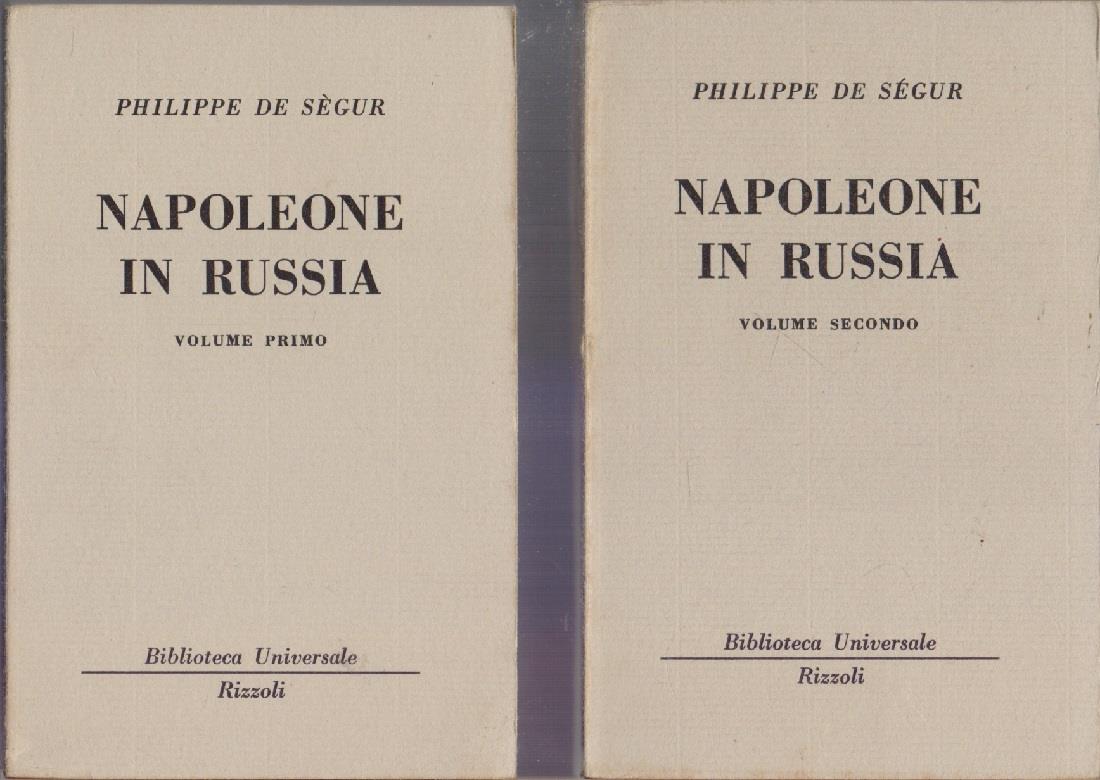 PHILIPPE DE SÈGUR
NAPOLEONE
IN RUSSIA
VOLUME PRIMO
Biblioteca Universale
Rizzoli
PHILIPPE DE SÉGUR
NAPOLEONE
IN RUSSIA
VOLUME SECONDO
Biblioteca Universale
Rizzoli